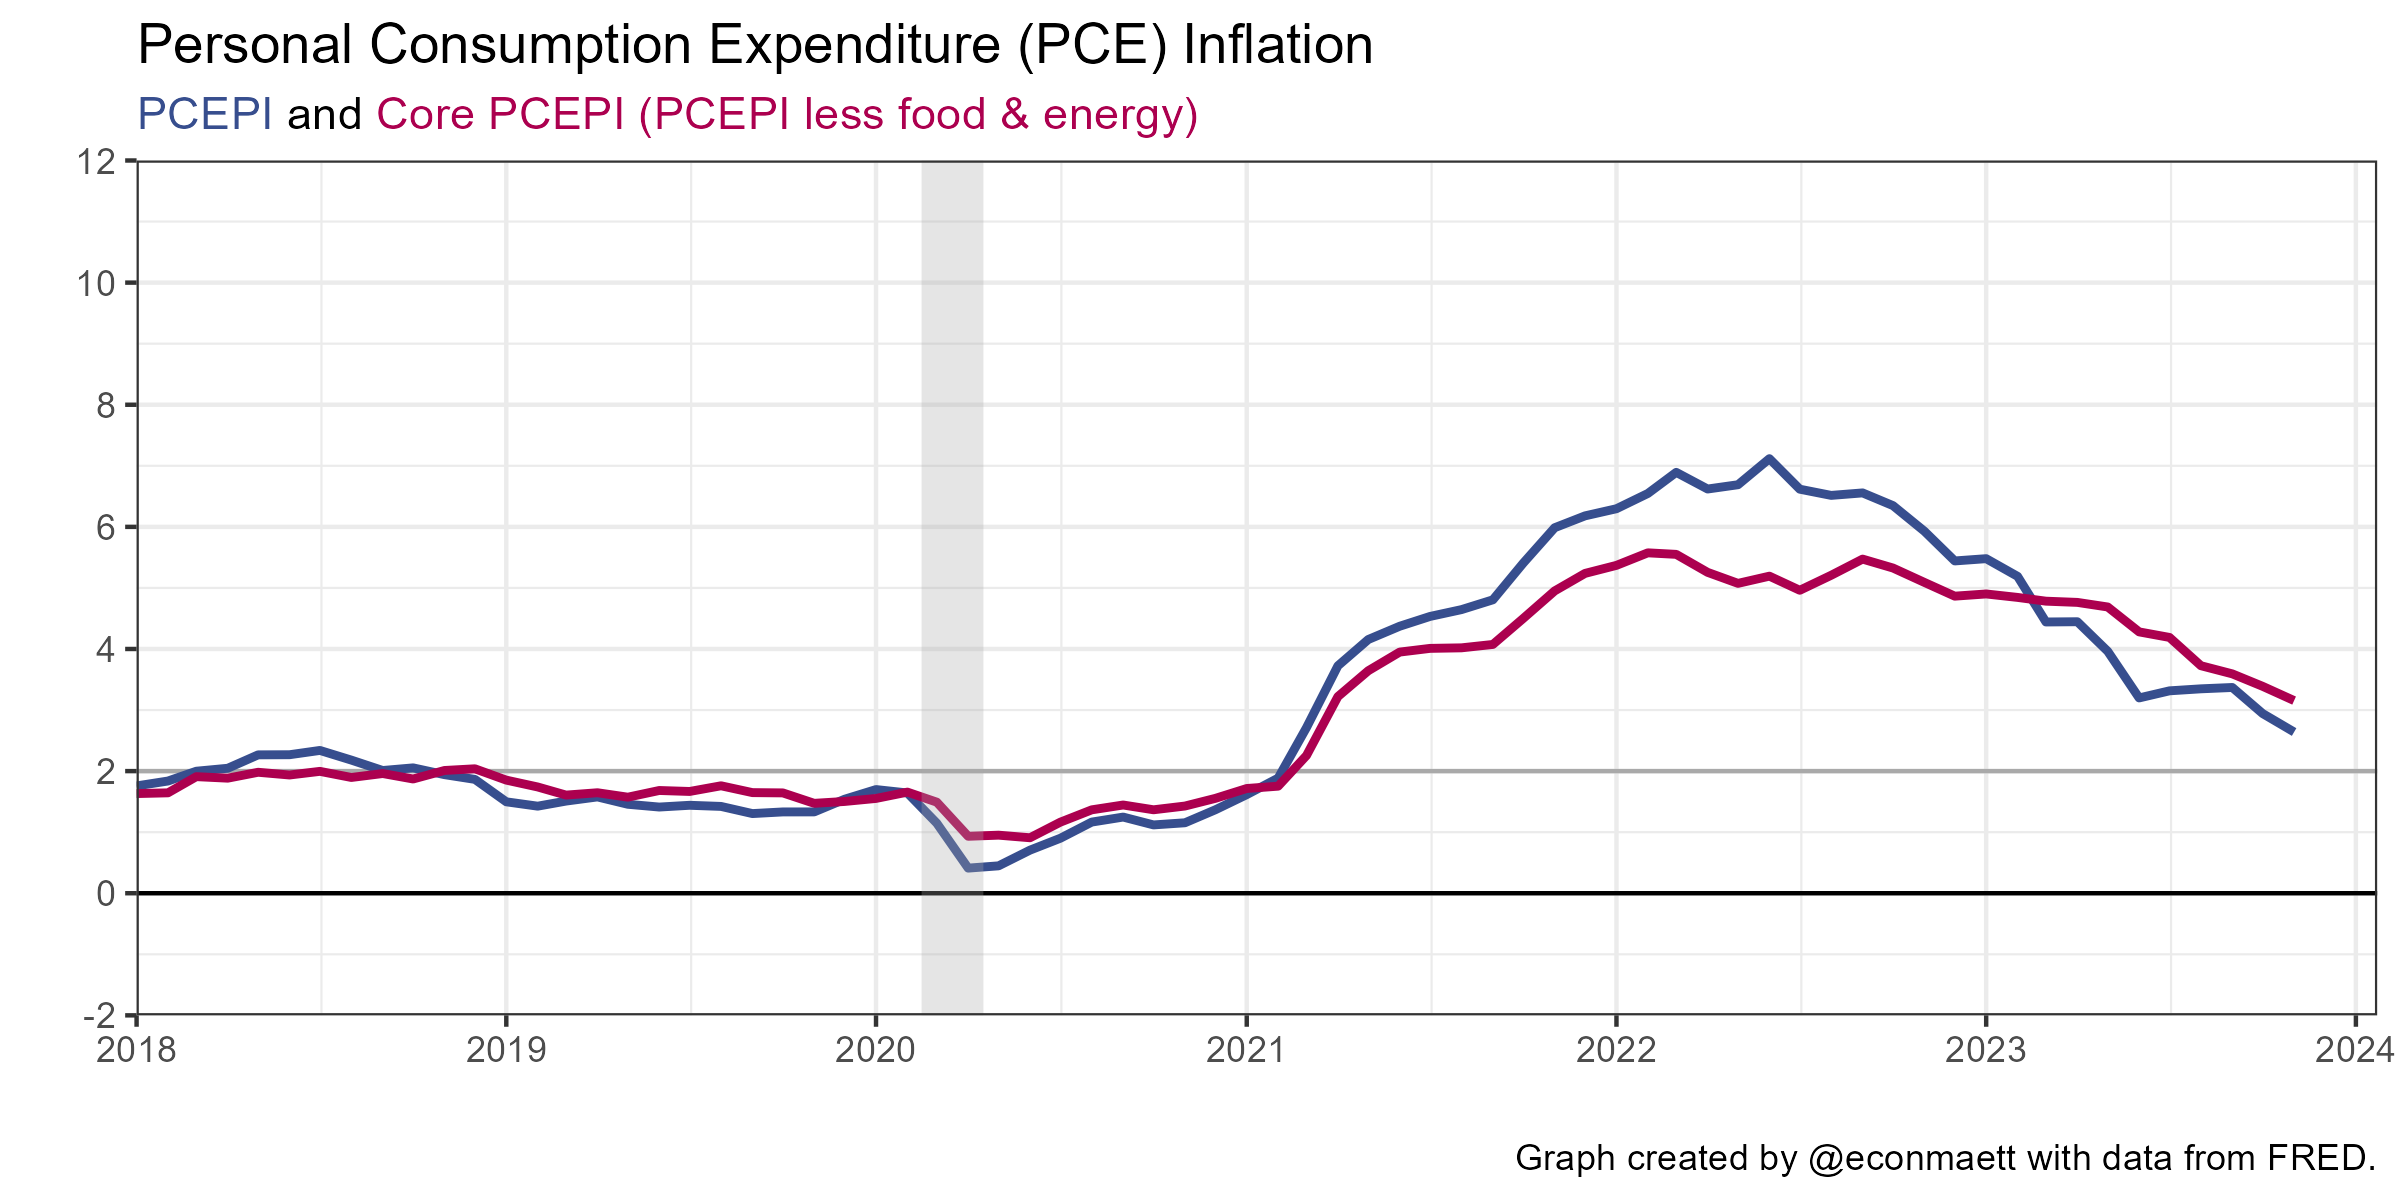 Personal Consumption Expenditure (PCE) Inflation
PCEPI and Core PCEPI (PCEPI less food & energy)
12
10
8
6
4
2
0
-2
2018 2019 2020 2021 2022 2023 2024
Graph created by @econmaett with data from FRED.